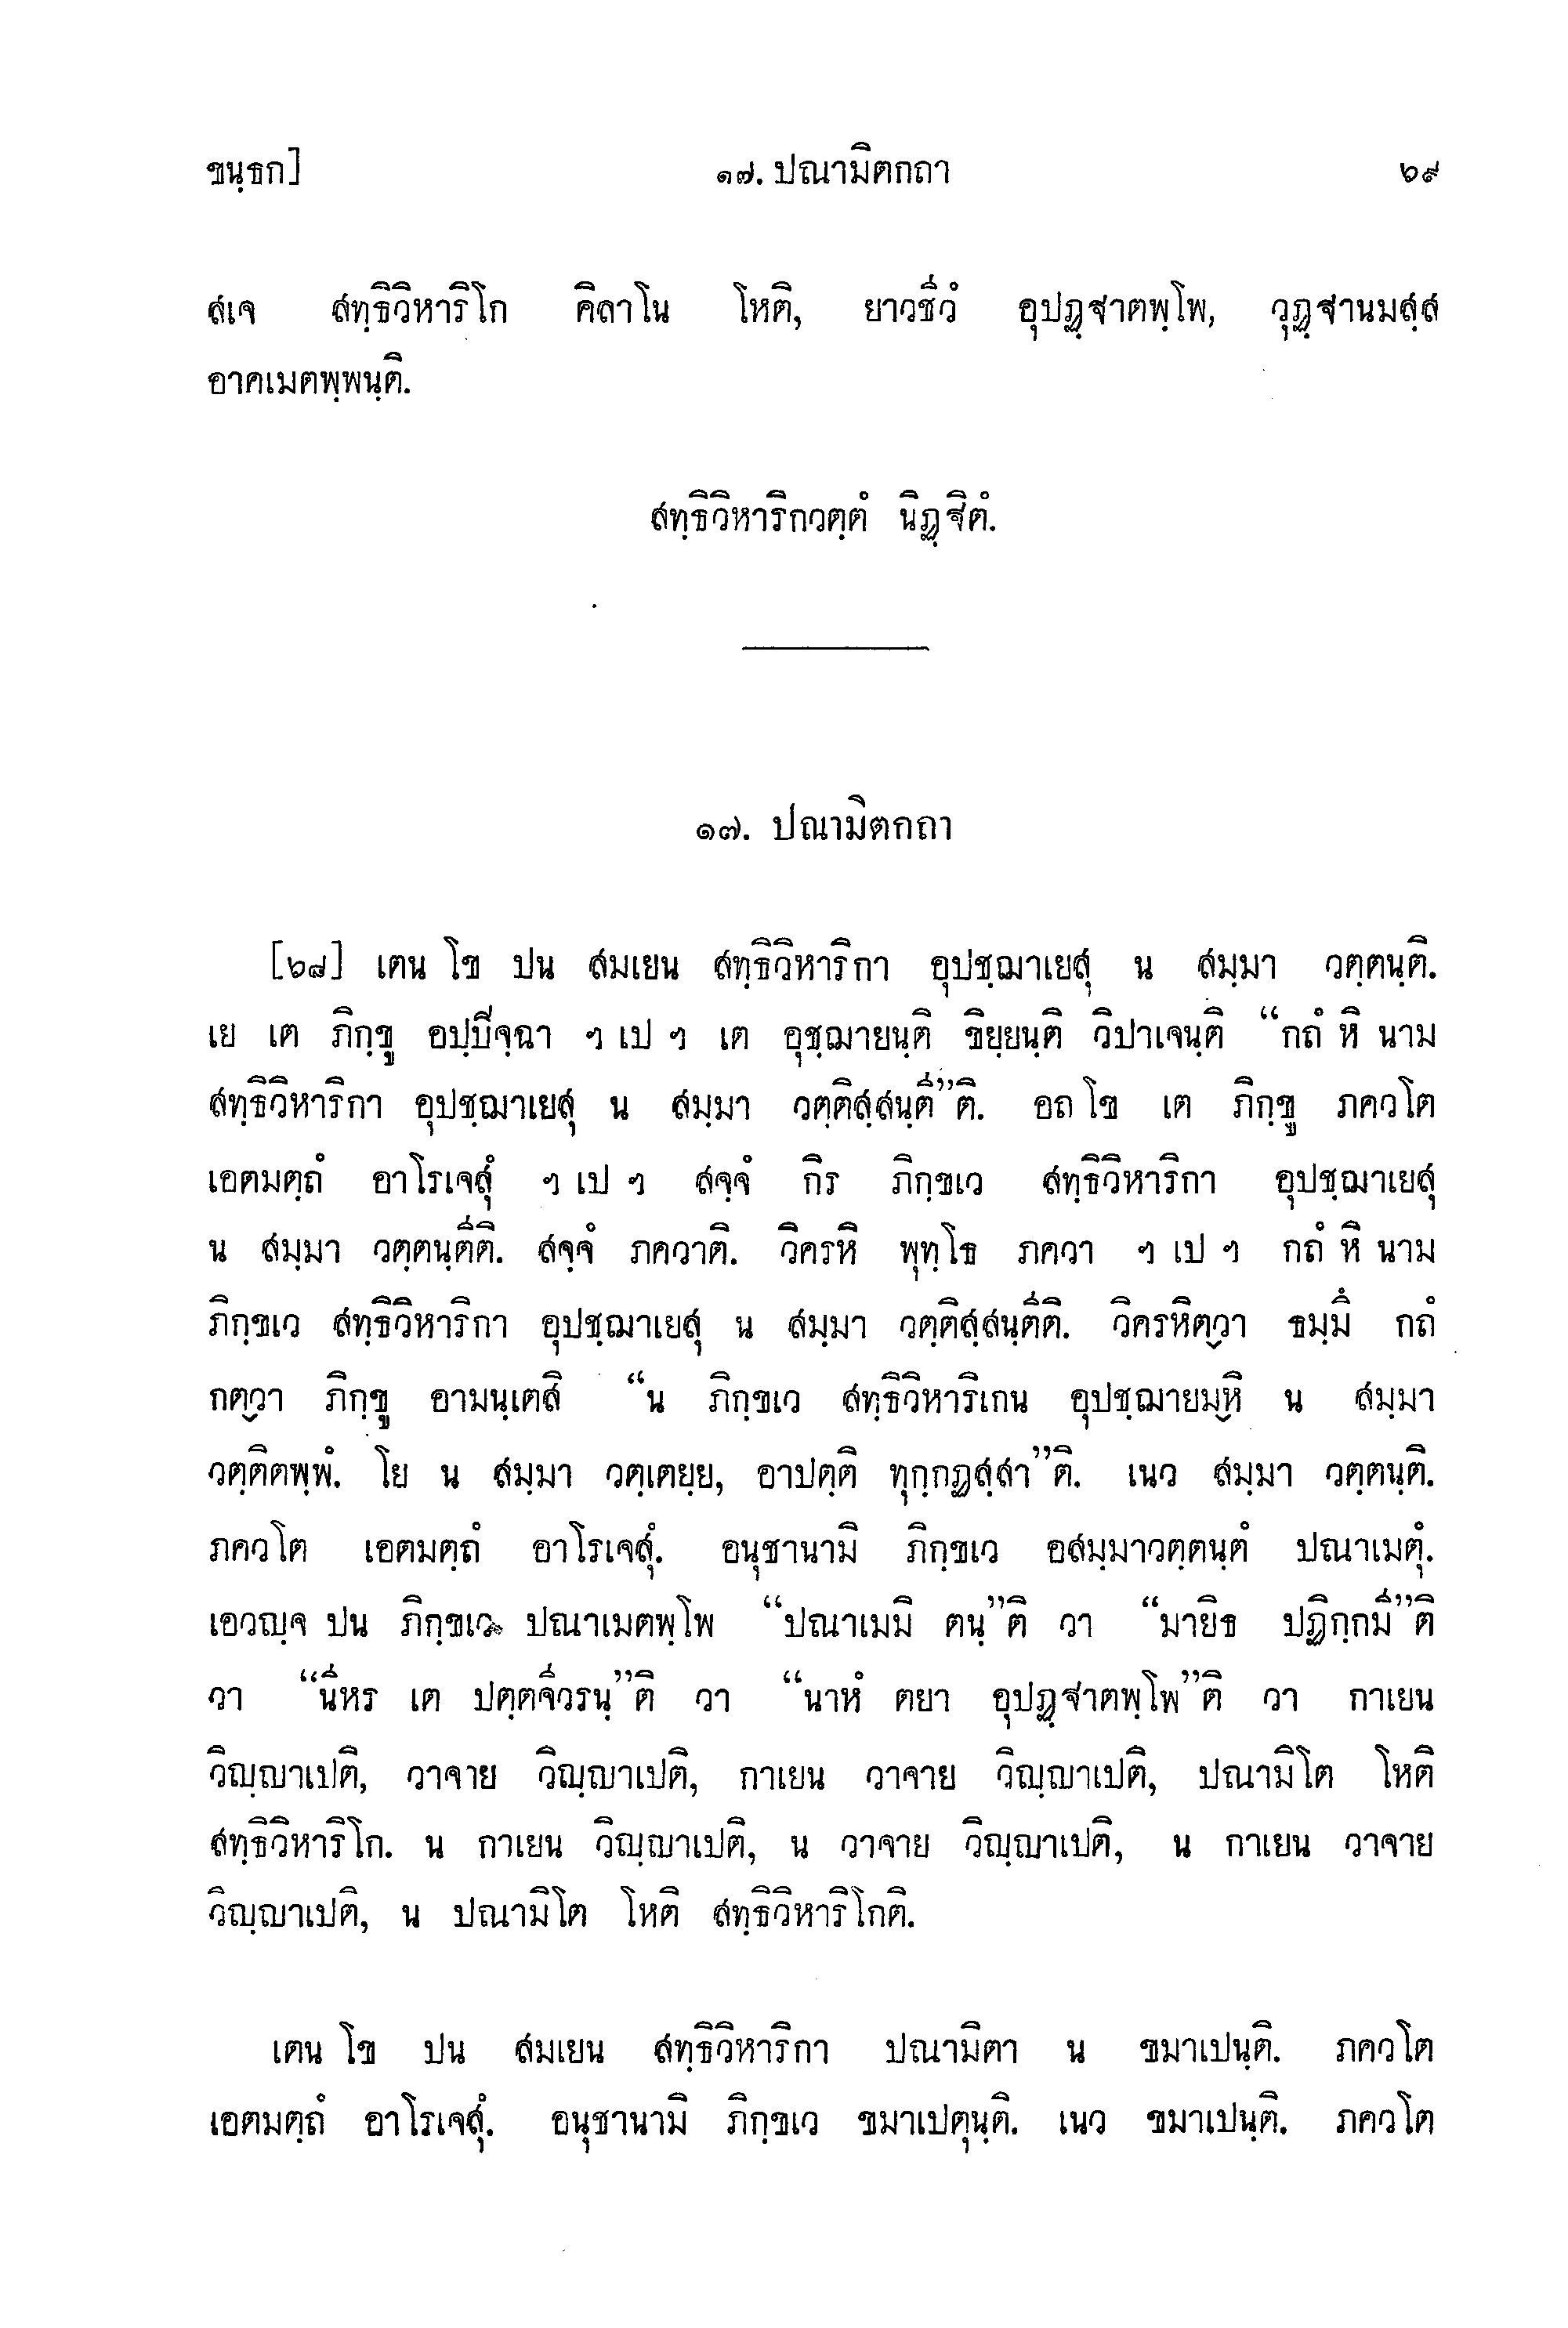 ขนฺธก] ๑๗. ปณามิตกถา ๖๙
สเจ สทฺธิวิหาริโก คิลาโน โหติ, ยาวชีวํ อุปฏฺฐาตพฺโพ, วุฏฺฐานมสฺส
อาคเมตพฺพนฺติ.
สทฺธิวิหาริกวตฺตํ นิฏฺฐิตํ.
๑๗. ปณามิตกถา
[๖๘] เตน โข ปน สมเยน สทฺธิวิหาริกา อุปชฺฌาเยสุ น สมฺมา วตฺตนฺติ.
เย เต ภิกฺขู อปฺปิจฺฉา ฯ เป ฯ เต อุชฺฌายนฺติ ขิยฺยนฺติ วิปาเจนฺติ “กถํ หิ นาม
สทฺธิวิหาริกา อุปชฺฌาเยสุ น สมฺมา วตฺติสฺสนฺตี”ติ. อถ โข เต ภิกฺขู ภควโต
เอตมตฺถํ อาโรเจสุํ ฯ เป ฯ สจฺจํ กิร ภิกฺขเว สทฺธิวิหาริกา อุปชฺฌาเยสุ
น สมฺมา วตฺตนฺตีติ. สจฺจํ ภควาติ. วิครหิ พุทฺโธ ภควา ฯ เป ฯ กถํ หิ นาม
ภิกฺขเว สทฺธิวิหาริกา อุปชฺฌาเยสุ น สมฺมา วตฺติสฺสนฺตีติ. วิครหิตฺวา ธมฺมึ กถํ
กตฺวา ภิกฺขู อามนฺเตสิ “น ภิกฺขเว สทฺธิวิหาริเกน อุปชฺฌายมฺหิ น สมฺมา
วตฺติตพฺพํ. โย น สมฺมา วตฺเตยฺย, อาปตฺติ ทุกฺกฏสฺสา”ติ. เนว สมฺมา วตฺตนฺติ.
ภควโต เอตมตฺถํ อาโรเจสุํ. อนุชานามิ ภิกฺขเว อสมฺมาวตฺตนฺตํ ปณาเมตุํ.
เอวญฺจ ปน ภิกฺขเว ปณาเมตพฺโพ “ปณาเมมิ ตนฺ”ติ วา “มายิธ ปฏิกฺกมี”ติ
วา “นีหร เต ปตฺตจีวรนฺ”ติ วา “นาหํ ตยา อุปฏฺฐาตพฺโพ”ติ วา กาเยน
วิญฺญาเปติ, วาจาย วิญฺญาเปติ, กาเยน วาจาย วิญฺญาเปติ, ปณามิโต โหติ
สทฺธิวิหาริโก. น กาเยน วิญฺญาเปติ, น วาจาย วิญฺญาเปติ, น กาเยน วาจาย
วิญฺญาเปติ, น ปณามิโต โหติ สทฺธิวิหาริโกติ.
เตน โข ปน สมเยน สทฺธิวิหาริกา ปณามิตา น ขมาเปนฺติ. ภควโต
เอตมตฺถํ อาโรเจสุํ. อนุชานามิ ภิกฺขเว ขมาเปตุนฺติ. เนว ขมาเปนฺติ. ภควโต